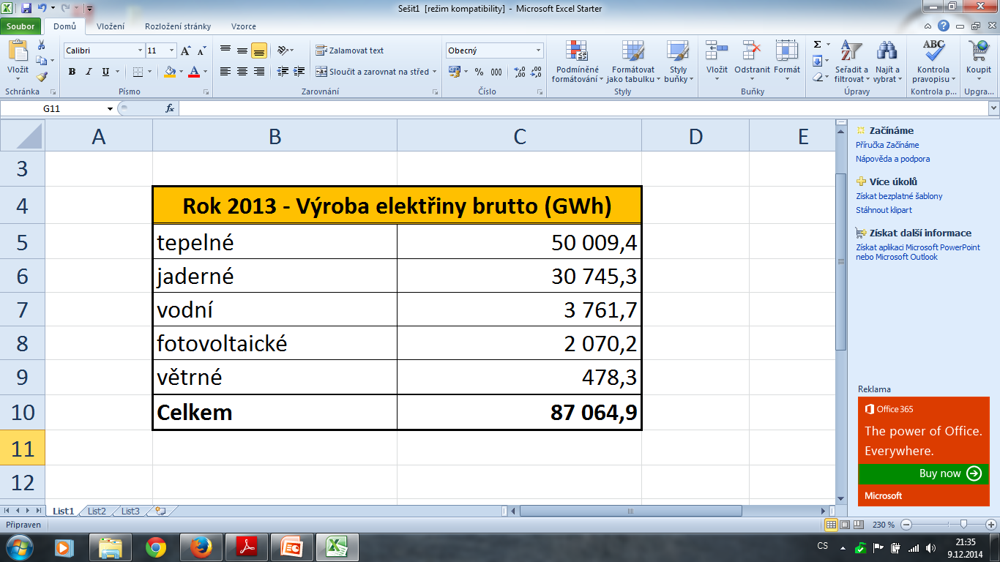 Sešit1 [režim kompatibility] - Microsoft Excel Starter
Soubor Domů Vložení Rozložení stránky Vzorce
Vložit
Schránka
Calibri 11
B I U
Písmo
Zalamovat text
Sloučit a zarovnat na střed
Zarovnání
Obecný
% 000
Číslo
Podmíněné formátování
Formátovat jako tabulku
Styly buňky
Styly
Vložit Odstranit Formát
Buňky
Σ
Seřadit a filtrovat
Najít a vybrat
Úpravy
ABC
Kontrola pravopisu
Kontrola p...
Koupit
Upgra...
G11
fx
A B C D E
3
4 Rok 2013 - Výroba elektřiny brutto (GWh)
5 tepelné 50 009,4
6 jaderné 30 745,3
7 vodní 3 761,7
8 fotovoltaické 2 070,2
9 větrné 478,3
10 Celkem 87 064,9
11
12
Začínáme
Příručka Začínáme
Nápověda a podpora
Více úkolů
Získat bezplatné šablony
Stáhnout klipart
Získat další informace
Získat aplikaci Microsoft PowerPoint
nebo Microsoft Outlook
Reklama
Office 365
The power of Office.
Everywhere.
Buy now
Microsoft
List1 List2 List3
Připraven
230 %
CS
21:35
9.12.2014